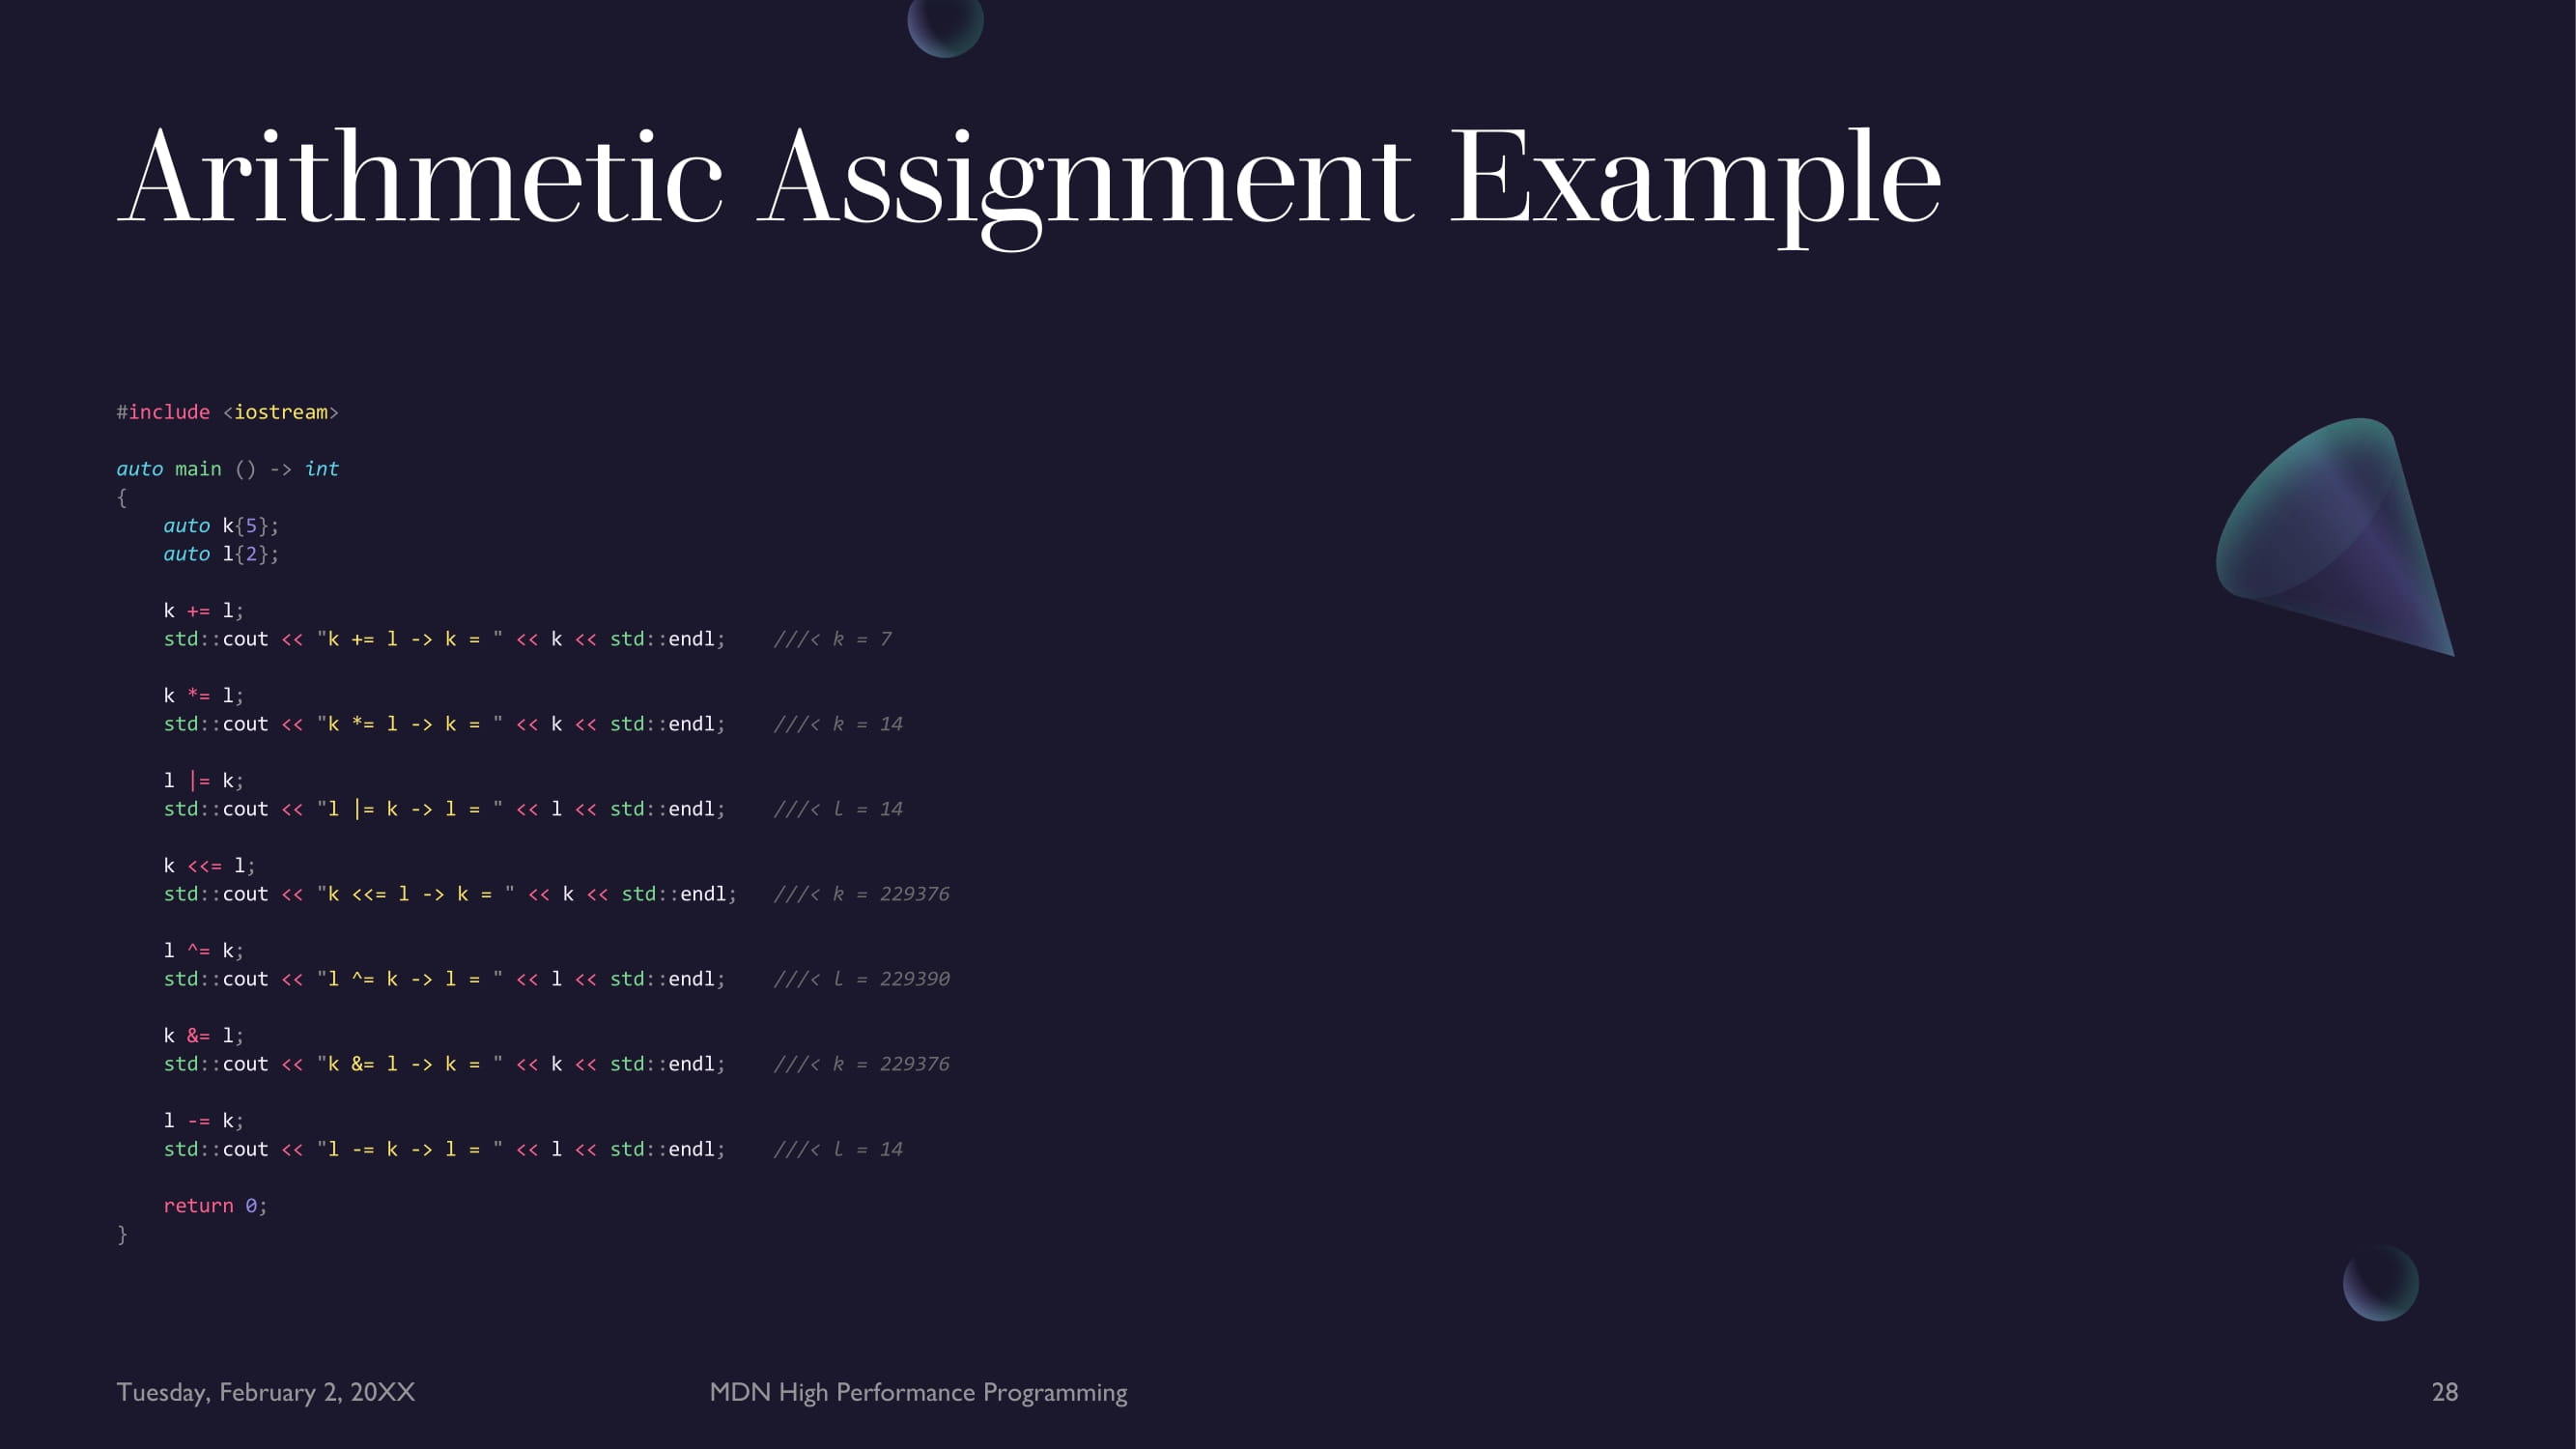 Arithmetic Assignment Example
#include <iostream>
auto main () -> int
{
    auto k{5};
    auto l{2};
    k += l;
    std::cout << "k += l -> k = " << k << std::endl;    ///< k = 7
    k *= l;
    std::cout << "k *= l -> k = " << k << std::endl;    ///< k = 14
    l |= k;
    std::cout << "l |= k -> l = " << l << std::endl;    ///< l = 14
    k <<= l;
    std::cout << "k <<= l -> k = " << k << std::endl;   ///< k = 229376
    l ^= k;
    std::cout << "l ^= k -> l = " << l << std::endl;    ///< l = 229390
    k &= l;
    std::cout << "k &= l -> k = " << k << std::endl;    ///< k = 229376
    l -= k;
    std::cout << "l -= k -> l = " << l << std::endl;    ///< l = 14
    return 0;
}
Tuesday, February 2, 20XX
MDN High Performance Programming
28